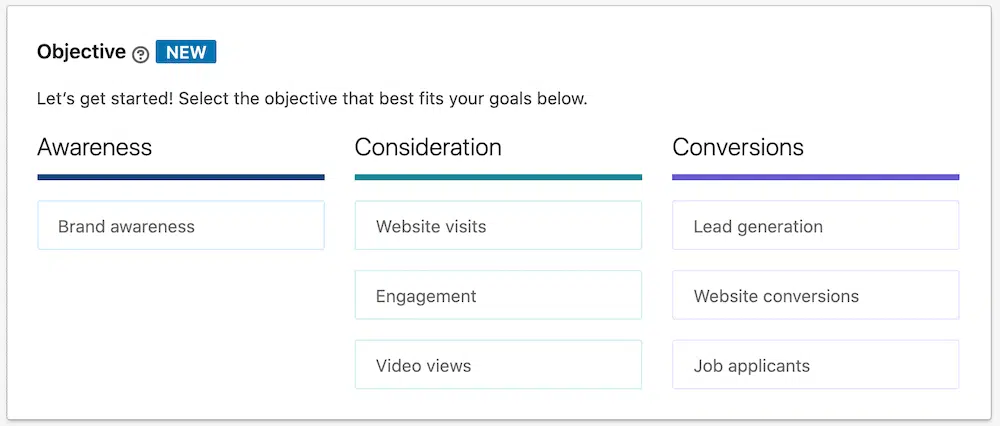 Objective ? NEW
Let's get started! Select the objective that best fits your goals below.
Awareness
Brand awareness
Consideration
Website visits
Engagement
Video views
Conversions
Lead generation
Website conversions
Job applicants